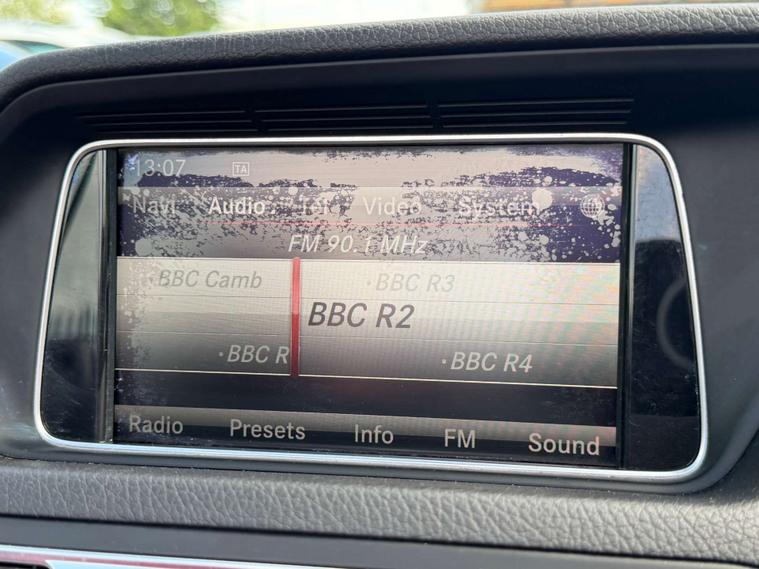 13:07 TA
Navi Audio Tel Video System
FM 90.1 MHz
BBC Camb BBC R3
BBC R2
BBC R BBC R4
Radio Presets Info FM Sound